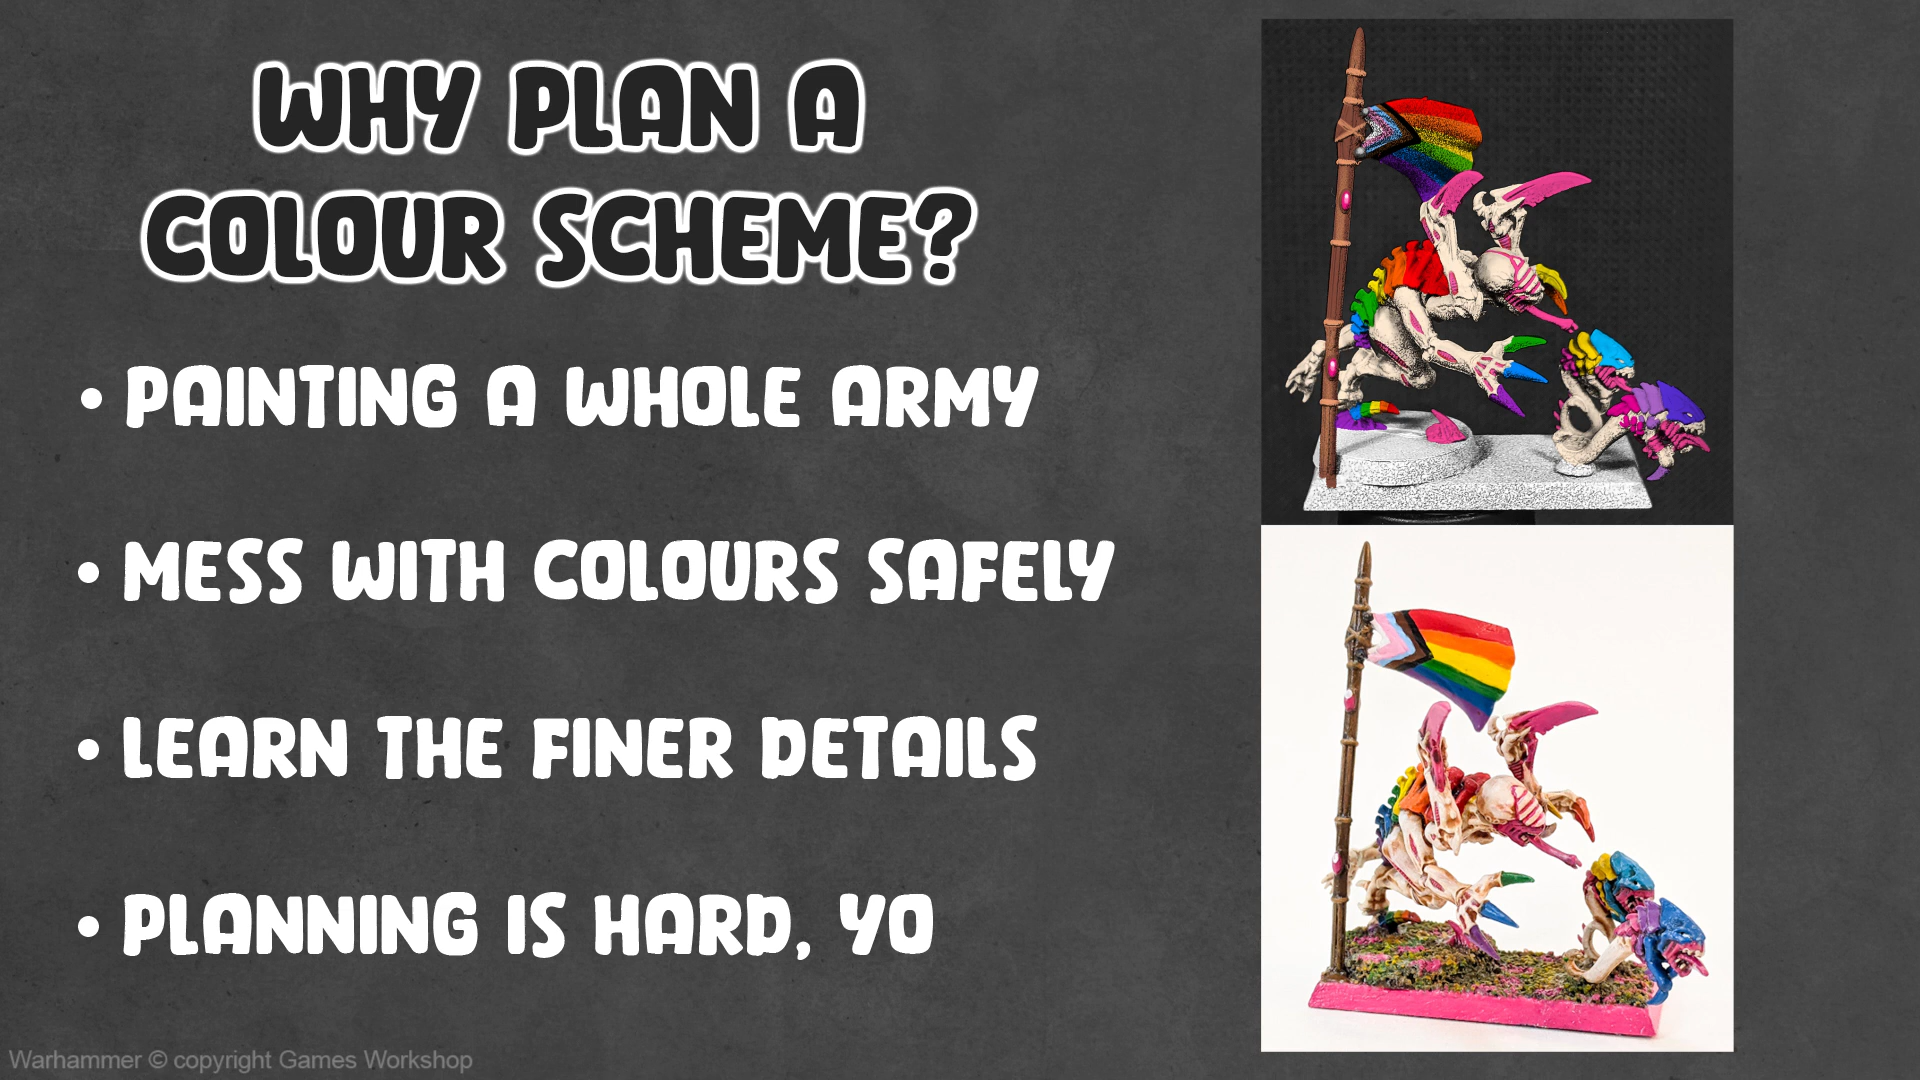 WHY PLAN A
COLOUR SCHEME?
• PAINTING A WHOLE ARMY
• MESS WITH COLOURS SAFELY
• LEARN THE FINER DETAILS
• PLANNING IS HARD, YO
Warhammer © copyright Games Workshop